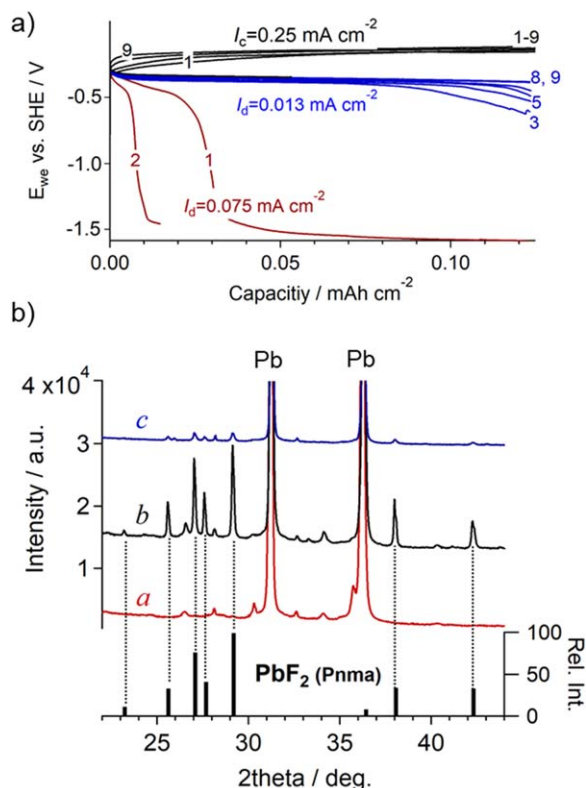 a)
9
I_c=0.25 mA cm⁻²
1-9
1
-0.5
8, 9
I_d=0.013 mA cm⁻²
5
3
E_we vs. SHE / V
-1.0
2
1
I_d=0.075 mA cm⁻²
-1.5
0.00
0.05
0.10
Capacitiy / mAh cm⁻²
b)
Pb
Pb
4 x10⁴
c
3
Intensity / a.u.
b
2
1
a
100
PbF₂ (Pnma)
50
Rel. Int.
0
25
30
35
40
2theta / deg.